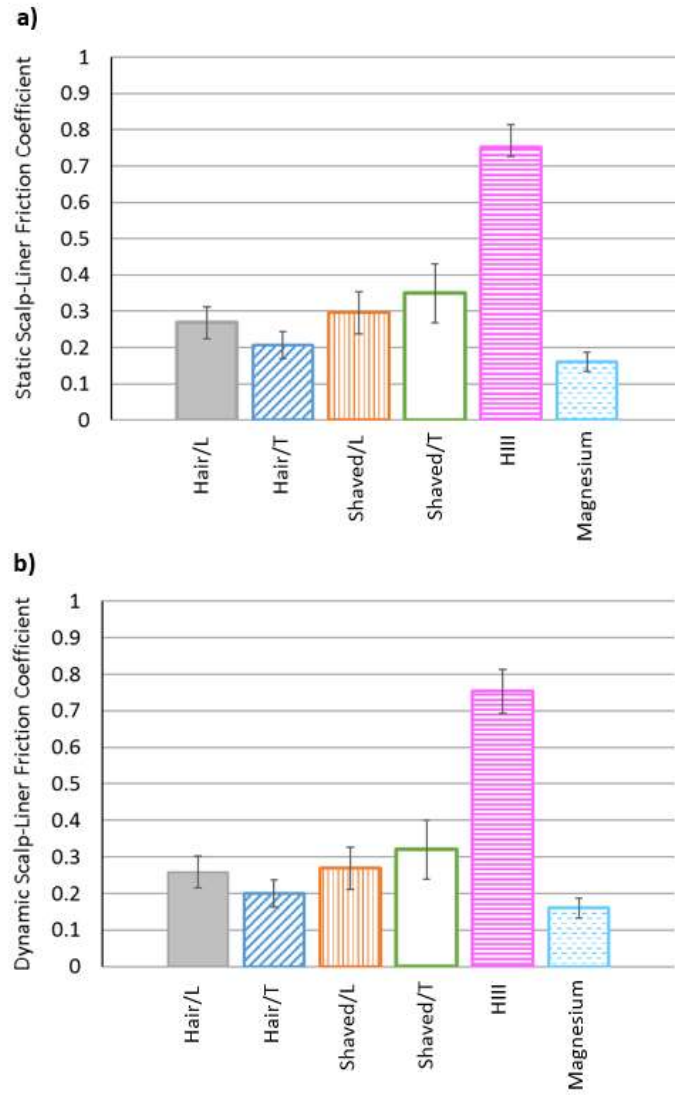 a)
Static Scalp-Liner Friction Coefficient
1
0.9
0.8
0.7
0.6
0.5
0.4
0.3
0.2
0.1
0
Hair/L
Hair/T
Shaved/L
Shaved/T
HIII
Magnesium
b)
Dynamic Scalp-Liner Friction Coefficient
1
0.9
0.8
0.7
0.6
0.5
0.4
0.3
0.2
0.1
0
Hair/L
Hair/T
Shaved/L
Shaved/T
HIII
Magnesium